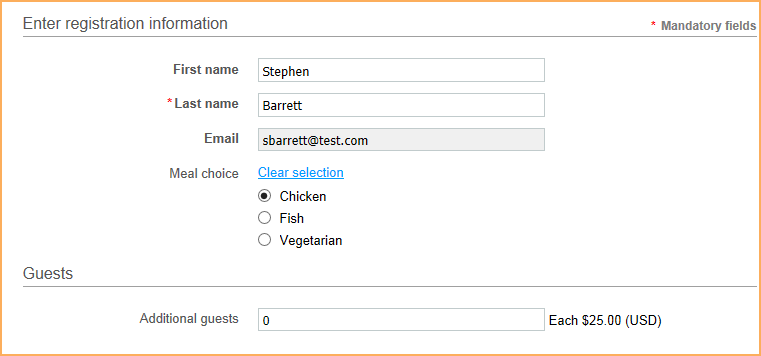 Enter registration information
* Mandatory fields
First name Stephen
* Last name Barrett
Email sbarrett@test.com
Meal choice Clear selection
Chicken
Fish
Vegetarian
Guests
Additional guests 0 Each $25.00 (USD)